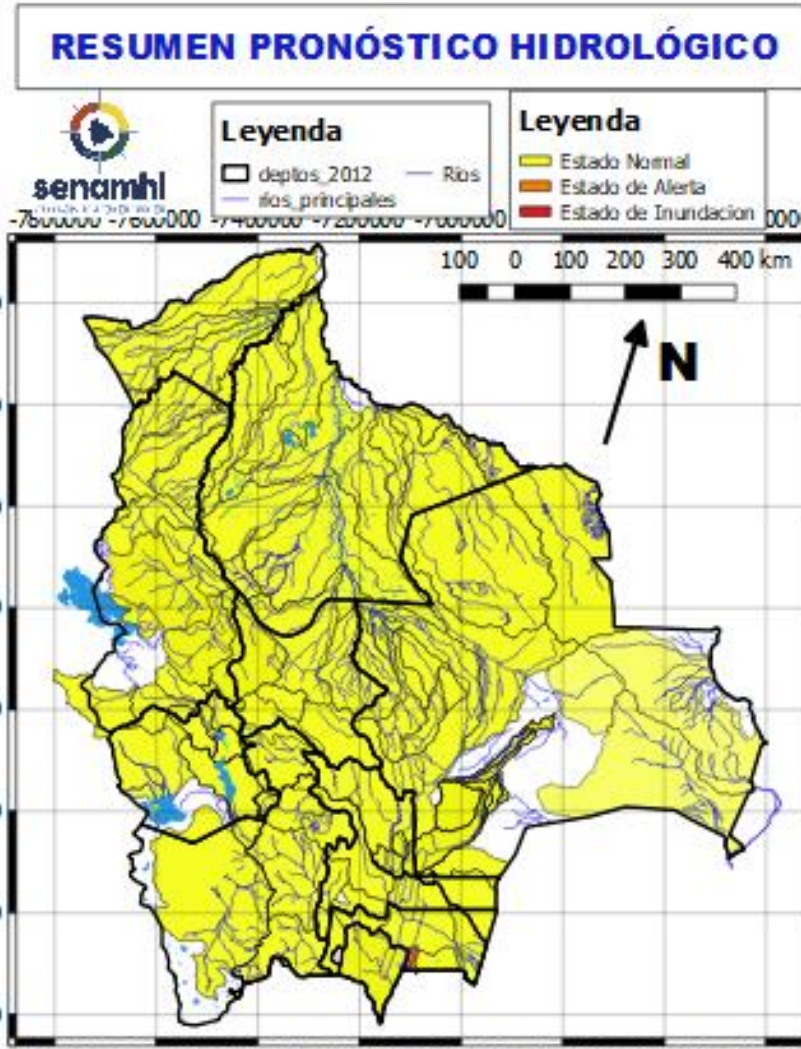 RESUMEN PRONÓSTICO HIDROLÓGICO
senamhi
Leyenda
deptos_2012
Rios
rios_principales
Leyenda
Estado Normal
Estado de Alerta
Estado de Inundacion
-7800000 -7600000 -7400000 -7200000 -7000000
100 0 100 200 300 400 km
N